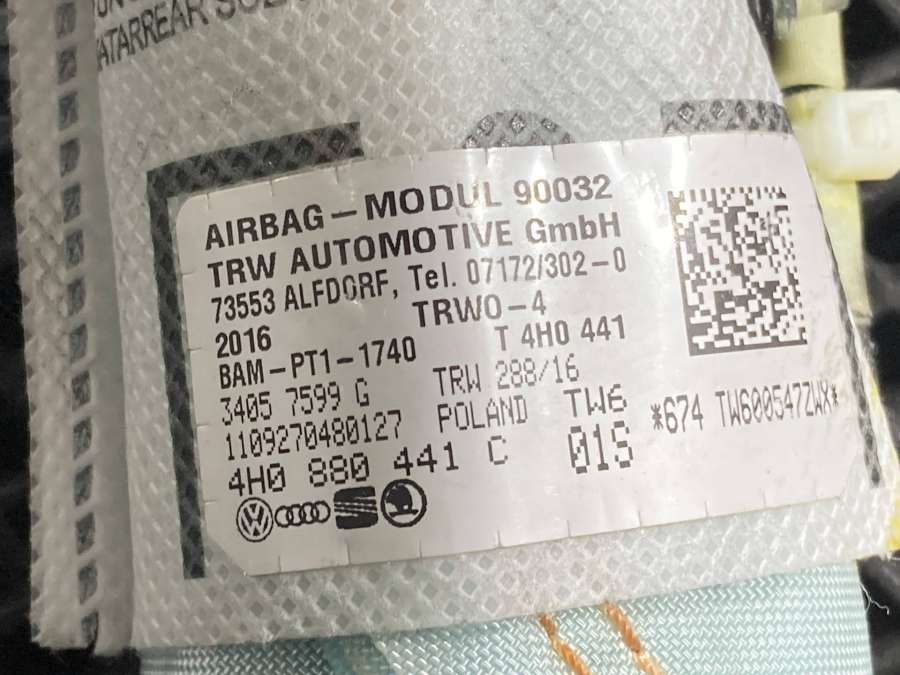 ATARREAR
AIRBAG-MODUL 90032
TRW AUTOMOTIVE GmbH
73553 ALFDORF, Tel. 07172/302-0
2016 TRWO-4
BAM-PT1-1740 T 4H0 441
3405 7599 G TRW 288/16
1109270480127 POLAND TW6
4H0 880 441 C 01S *674 TW600547ZWX*